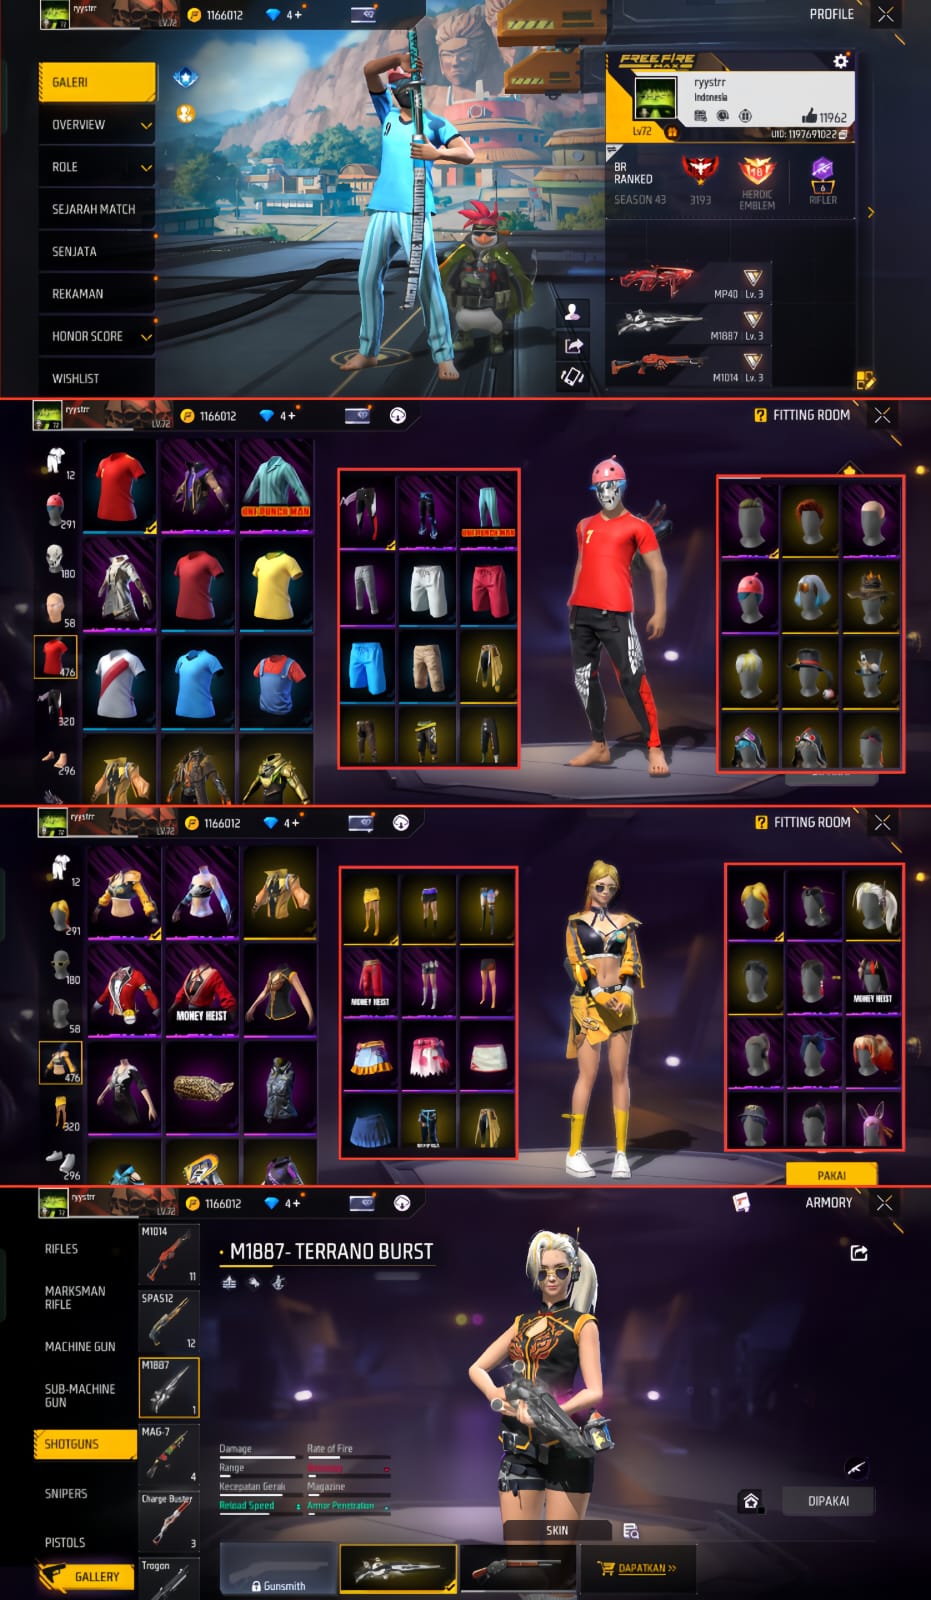 ryystrr
LV.72
1166012
4+
PROFILE
GALERI
OVERVIEW
ROLE
SEJARAH MATCH
SENJATA
REKAMAN
HONOR SCORE
WISHLIST
9
LUCHA LIBRE WORLDWIDE
FREE FIRE
MAX
ryystrr
Indonesia
11962
Lv72
UID: 1197691022
BR
RANKED
SEASON 43
3193
HEROIC
EMBLEM
6
RIFLER
MP40 Lv. 3
M1887 Lv. 3
M1014 Lv. 3
ryystrr
LV.72
1166012
4+
FITTING ROOM
12
291
180
58
476
320
296
ONE PUNCH MAN
ONE PUNCH MAN
7
ryystrr
LV.72
1166012
4+
FITTING ROOM
12
291
180
58
476
320
296
MONEY HEIST
MONEY HEIST
MONEY HEIST
PAKAI
ryystrr
LV.72
1166012
4+
ARMORY
RIFLES
MARKSMAN
RIFLE
MACHINE GUN
SUB-MACHINE
GUN
SHOTGUNS
SNIPERS
PISTOLS
GALLERY
M1014
11
SPAS12
12
M1887
1
MAG-7
4
Charge Buster
3
Trogon
M1887- TERRANO BURST
Damage
Rate of Fire
Range
Kecepatan Gerak
Magazine
Reload Speed
Armor Penetration
SKIN
DIPAKAI
Gunsmith
DAPATKAN >>